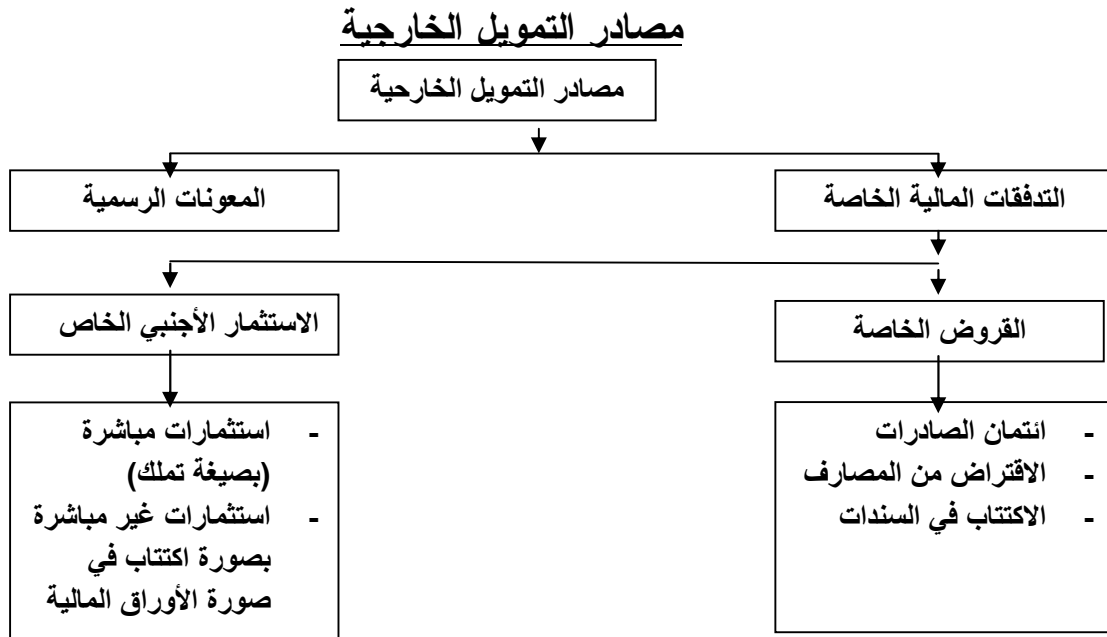 مصادر التمويل الخارجية
مصادر التمويل الخارحية
التدفقات المالية الخاصة
المعونات الرسمية
القروض الخاصة
الاستثمار الأجنبي الخاص
- ائتمان الصادرات
- الاقتراض من المصارف
- الاكتتاب في السندات
- استثمارات مباشرة
(بصيغة تملك)
- استثمارات غير مباشرة
بصورة اكتتاب في
صورة الأوراق المالية